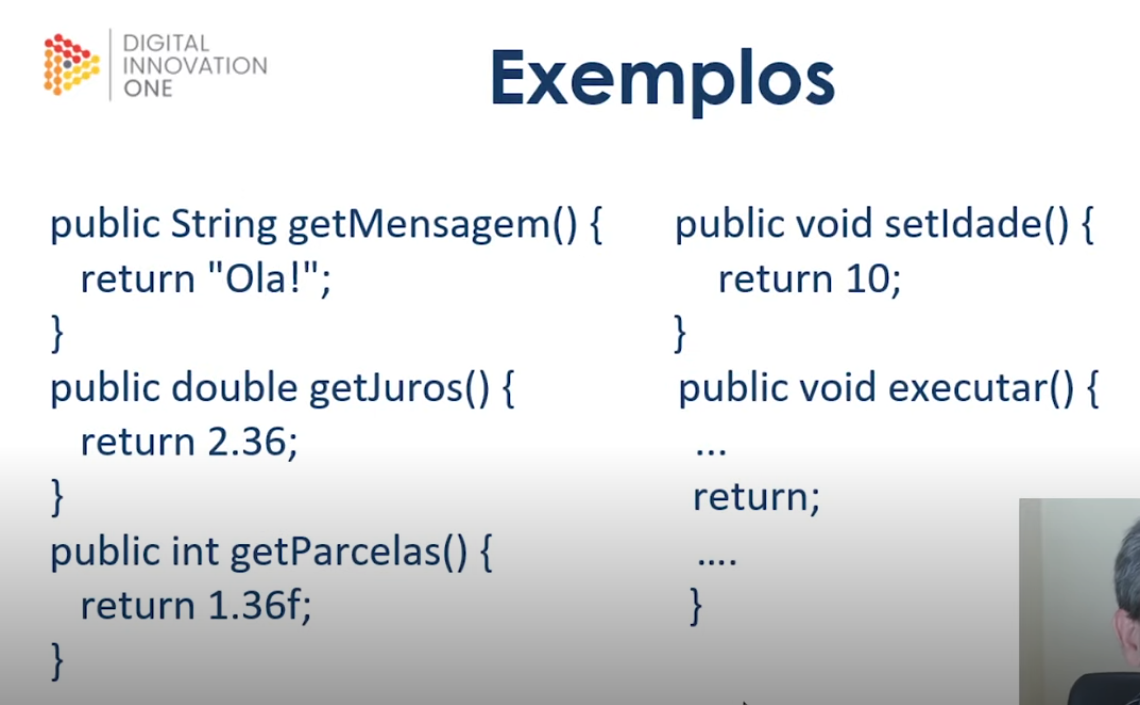 DIGITAL
INNOVATION
ONE
Exemplos
public String getMensagem() {
return "Ola!";
}
public double getJuros() {
return 2.36;
}
public int getParcelas() {
return 1.36f;
}
public void setIdade() {
return 10;
}
public void executar() {
...
return;
....
}